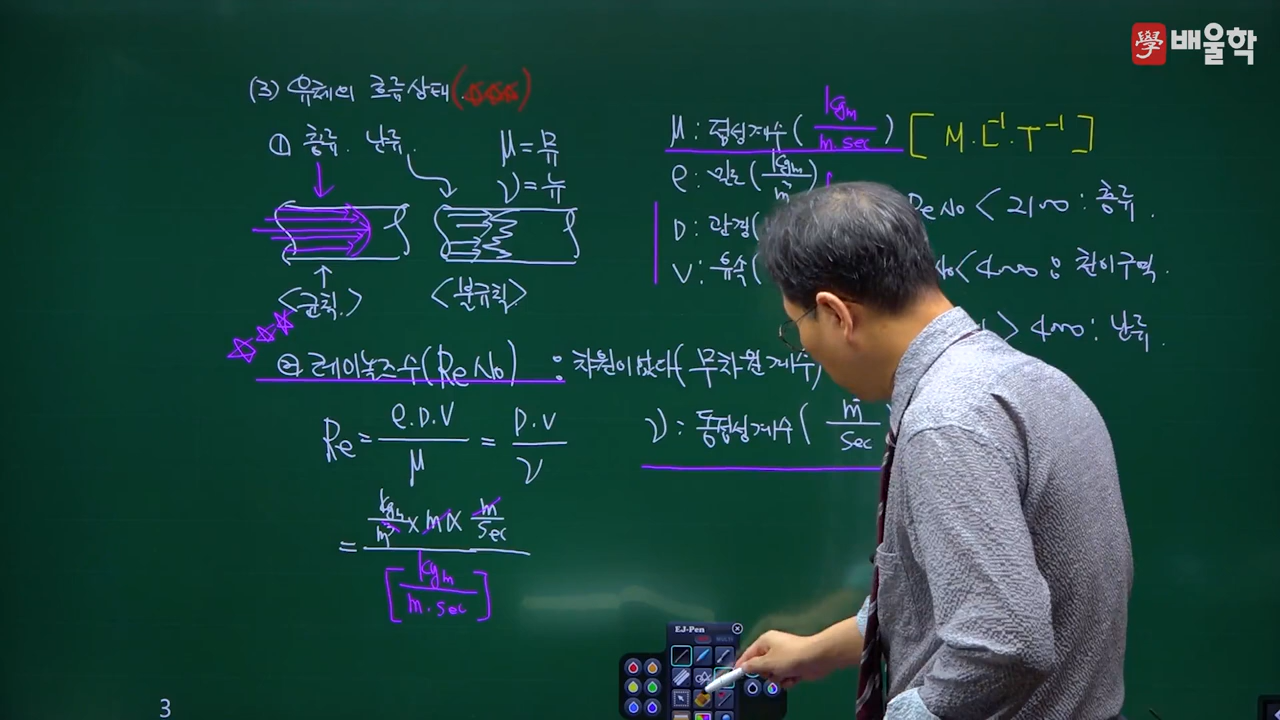 學 배울학
(3) 유체의 흐름상태
① 층류. 난류.
μ = 뮤
ν = 뉴
<균칙>
<불규칙>
② 레이놀즈수(Re No) : 차원이 없다(무차원계수)
Re = ρ.D.V / μ = D.V / ν
= kgm/m³ × m × m/sec / [kgm/m.sec]
μ: 점성계수 (kgm/m.sec) [M.L⁻¹.T⁻¹]
ρ: 밀도 (kgm/m³)
D: 관경(
V: 유속(
Re No < 2100 : 층류.
No < 4000 : 천이구역.
> 4000 : 난류.
ν: 동점성계수 (m²/sec
EJ-Pen
3